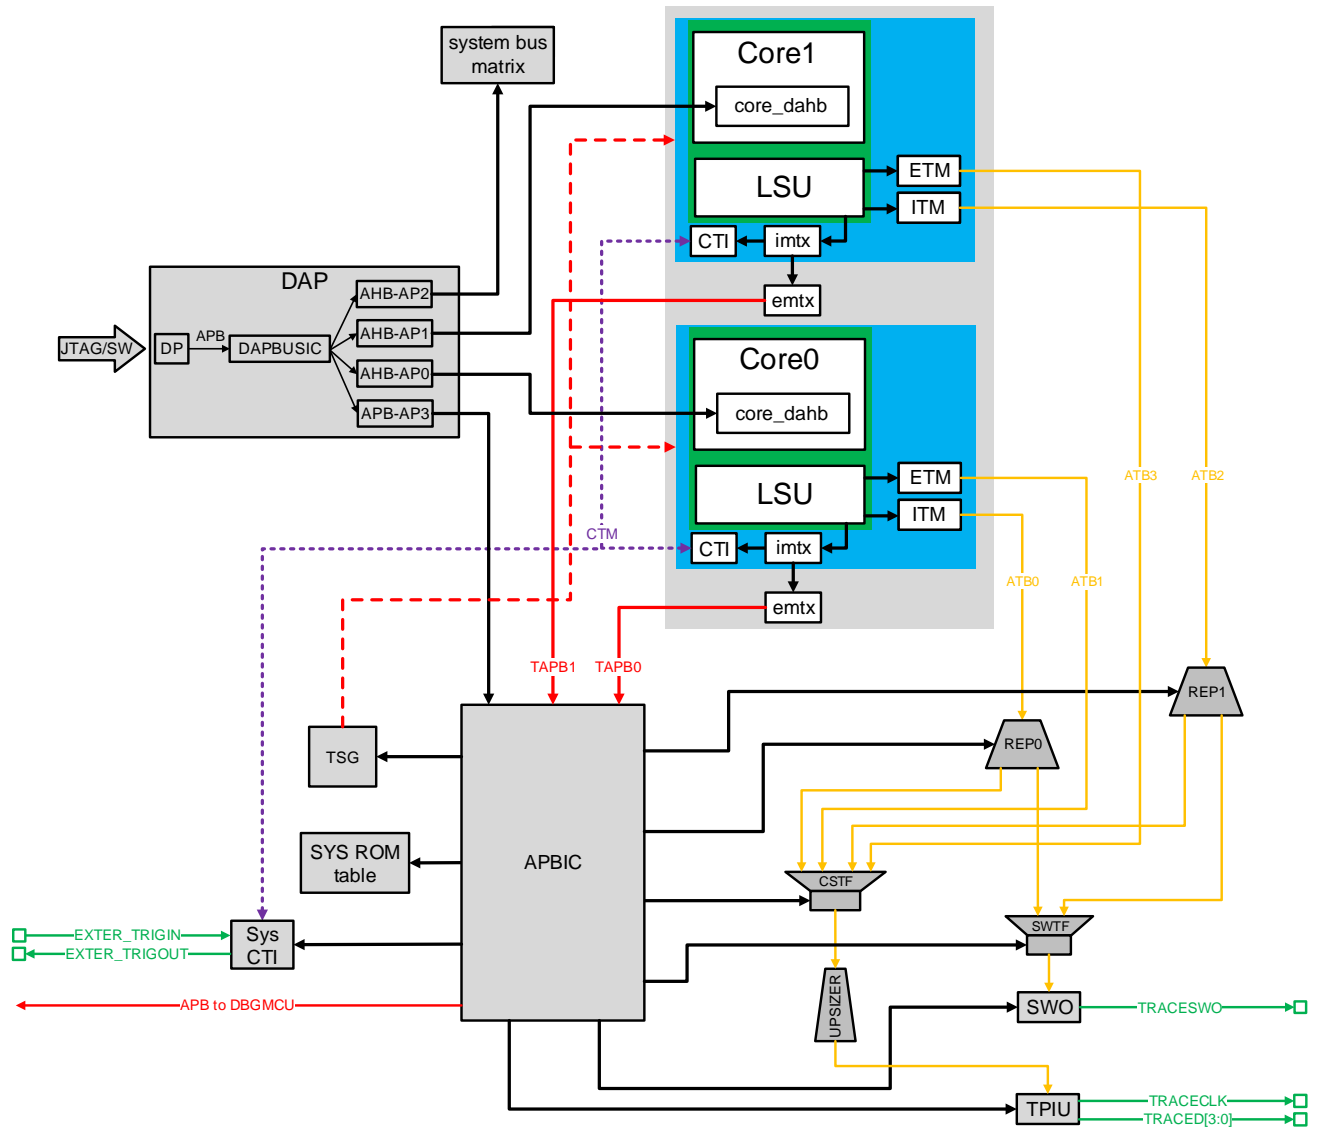 system bus
matrix
Core1
core_dahb
LSU
ETM
ITM
CTI
imtx
emtx
DAP
AHB-AP2
AHB-AP1
AHB-AP0
APB-AP3
JTAG/SW
DP
APB
DAPBUSIC
Core0
core_dahb
LSU
ETM
ITM
CTI
imtx
emtx
CTM
ATB3
ATB2
ATB0
ATB1
TAPB1
TAPB0
REP1
REP0
TSG
SYS ROM
table
APBIC
CSTF
SWTF
EXTER_TRIGIN
EXTER_TRIGOUT
Sys
CTI
APB to DBGMCU
UPSIZER
SWO
TRACESWO
TPIU
TRACECLK
TRACED[3:0]